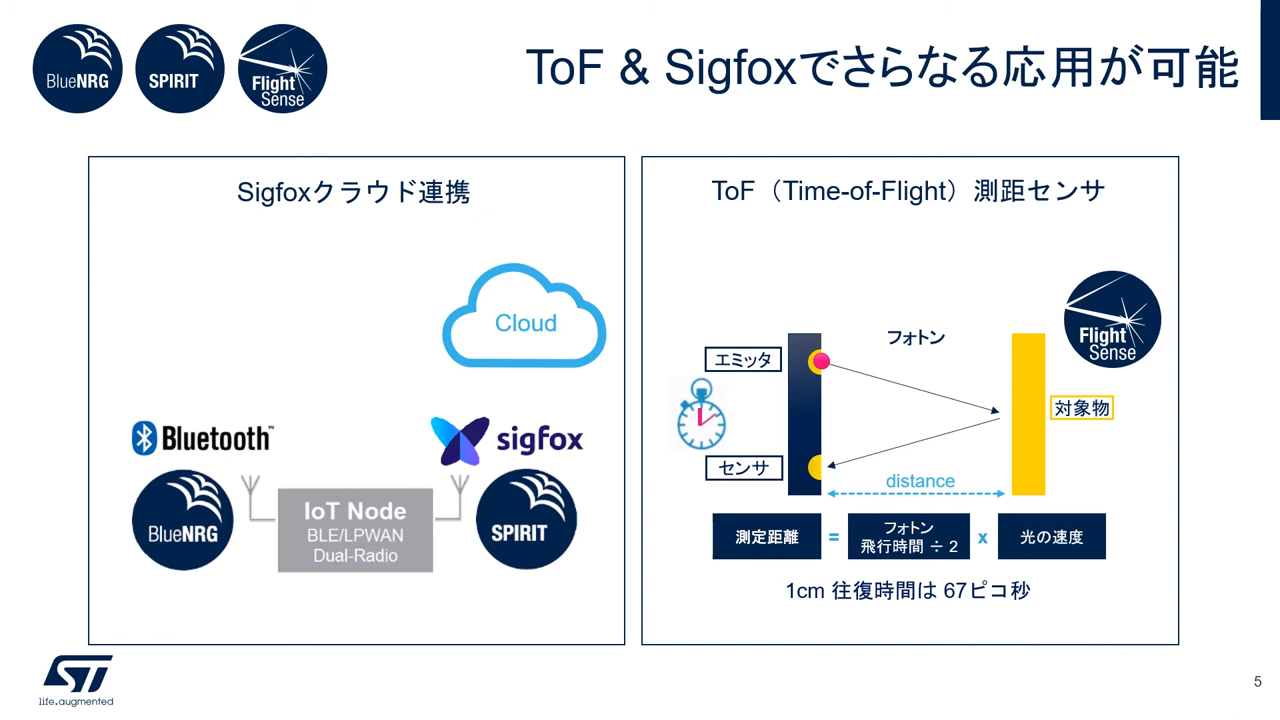 BlueNRG
SPIRIT
Flight
Sense
ToF & Sigfoxでさらなる応用が可能
Sigfoxクラウド連携
Cloud
Bluetooth™
sigfox
BlueNRG
IoT Node
BLE/LPWAN
Dual-Radio
SPIRIT
ToF（Time-of-Flight）測距センサ
Flight
Sense
フォトン
エミッタ
対象物
センサ
distance
測定距離
=
フォトン
飛行時間 ÷ 2
x
光の速度
1cm 往復時間は 67ピコ秒
ST
life.augmented
5